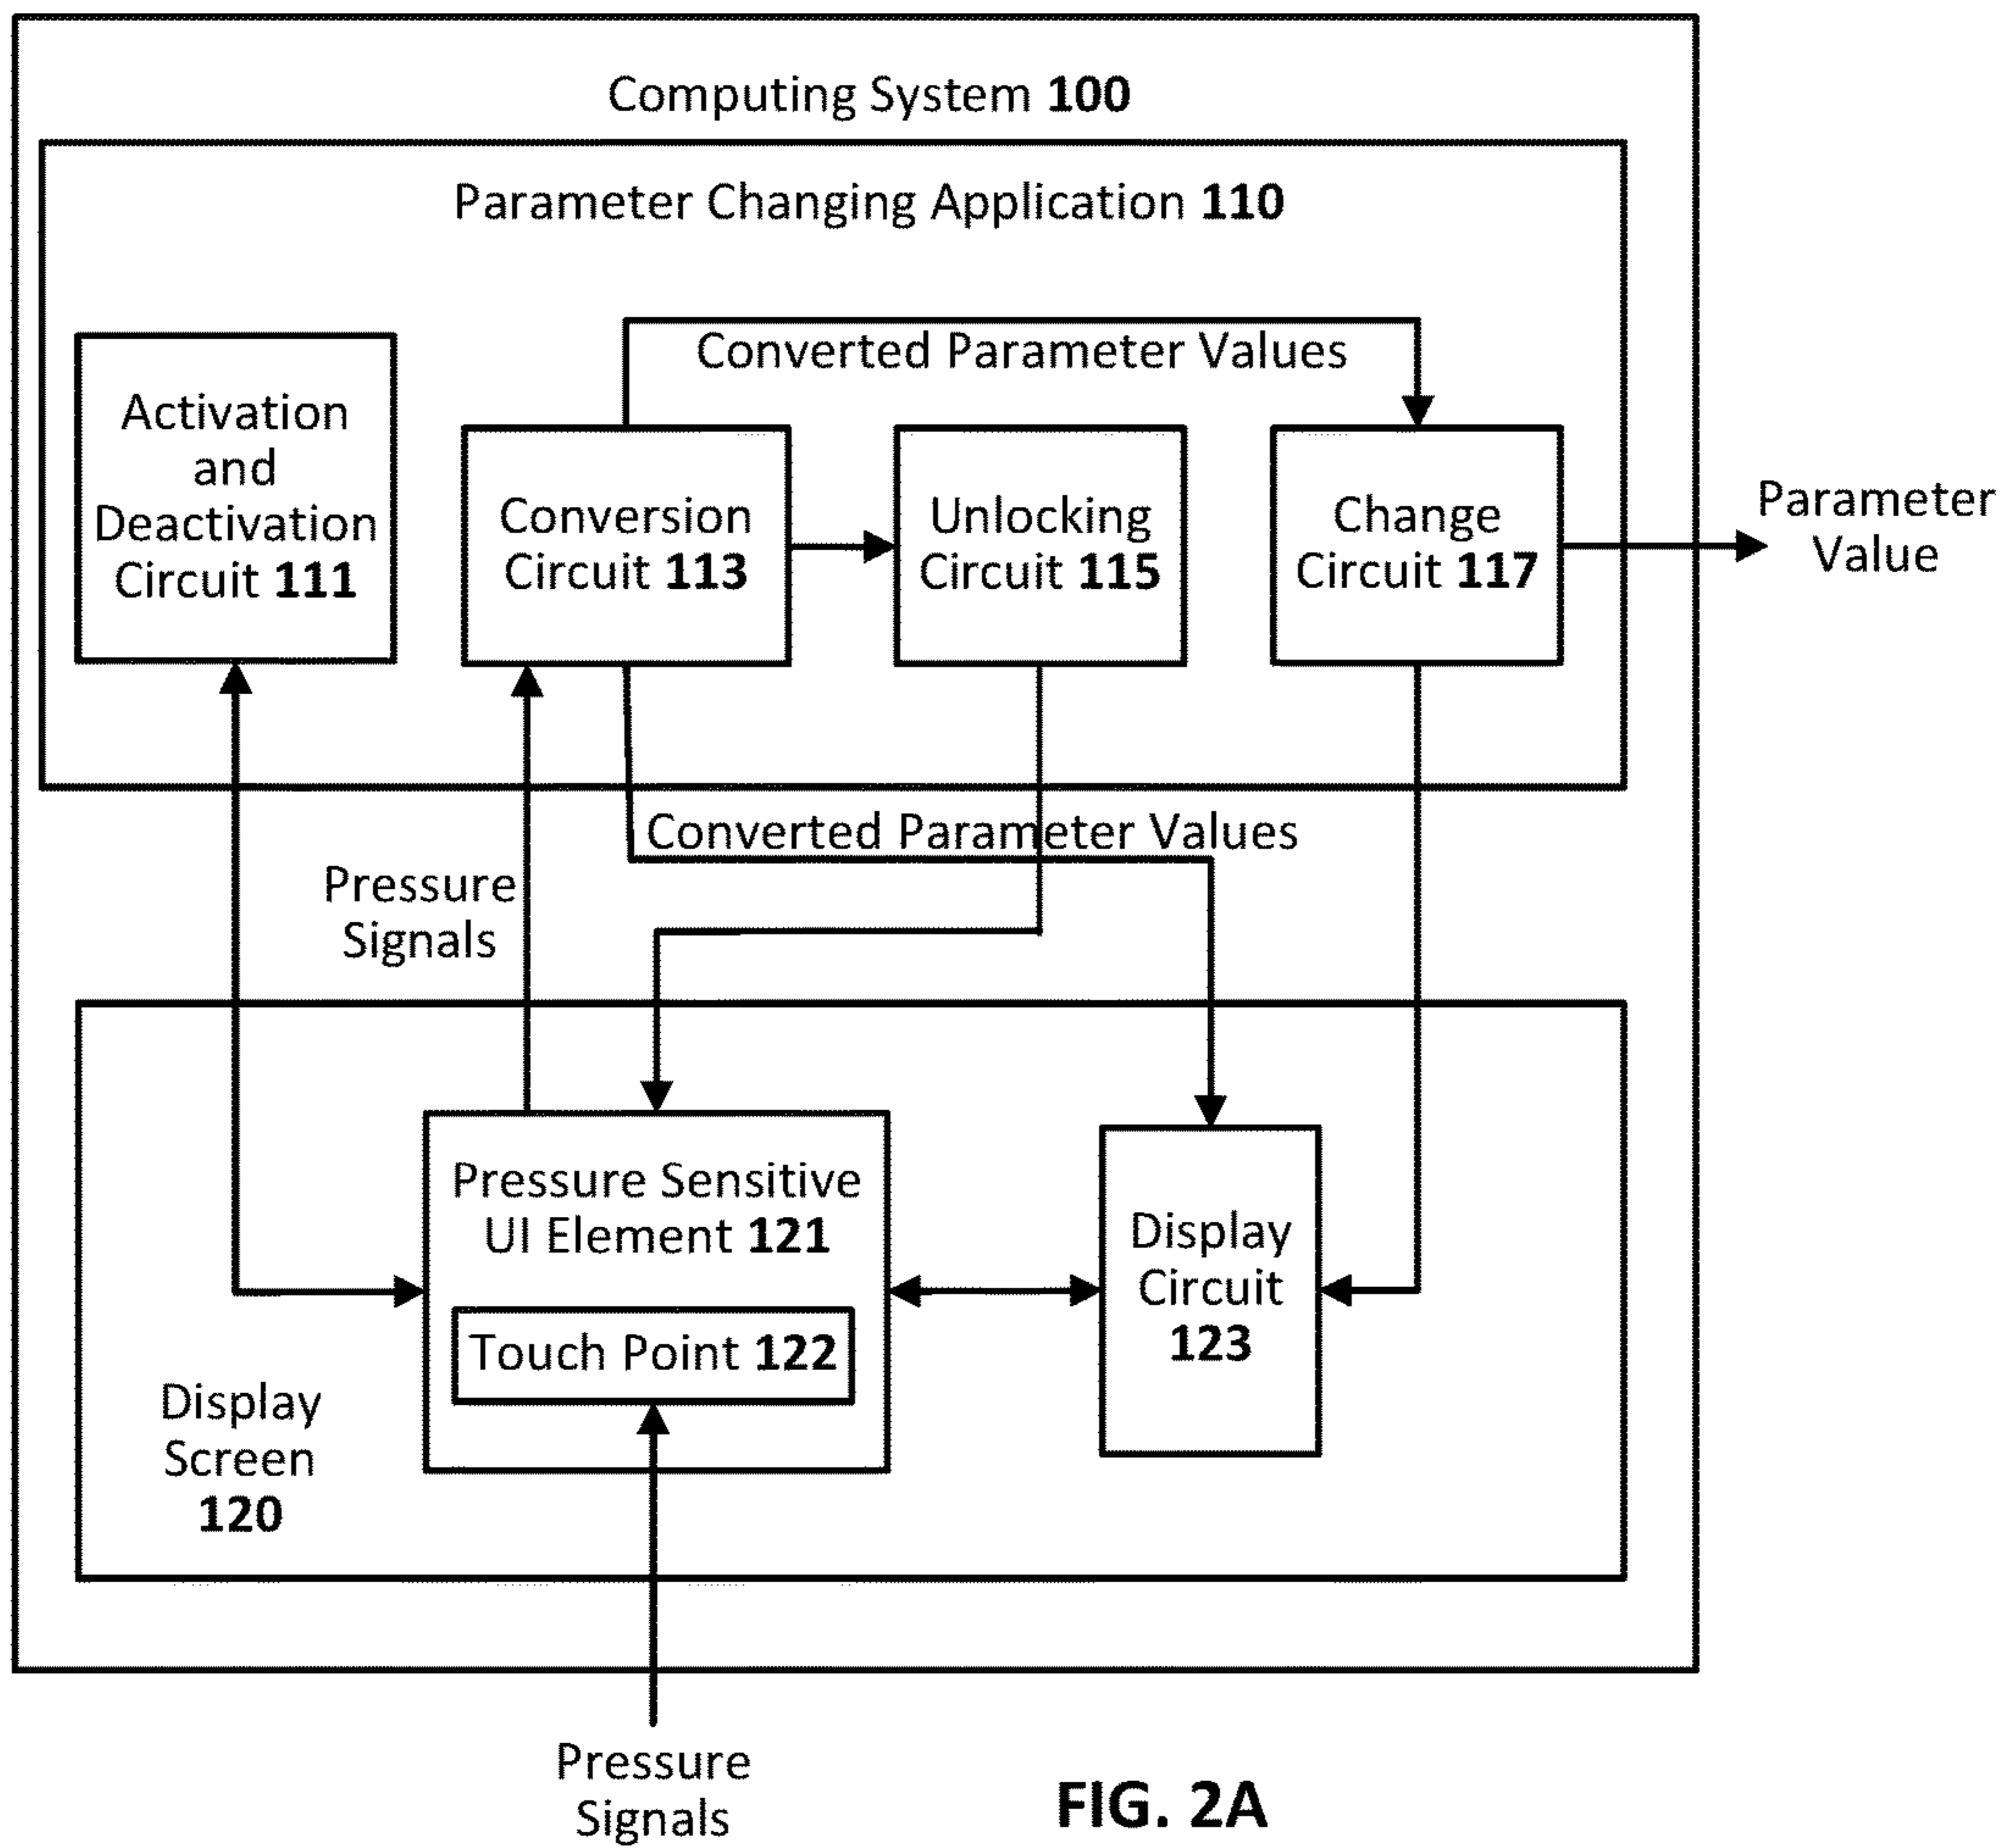 Computing System 100
Parameter Changing Application 110
Converted Parameter Values
Activation
and
Deactivation
Circuit 111
Conversion
Circuit 113
Unlocking
Circuit 115
Change
Circuit 117
Parameter
Value
Converted Parameter Values
Pressure
Signals
Pressure Sensitive
UI Element 121
Touch Point 122
Display
Circuit
123
Display
Screen
120
Pressure
Signals
FIG. 2A